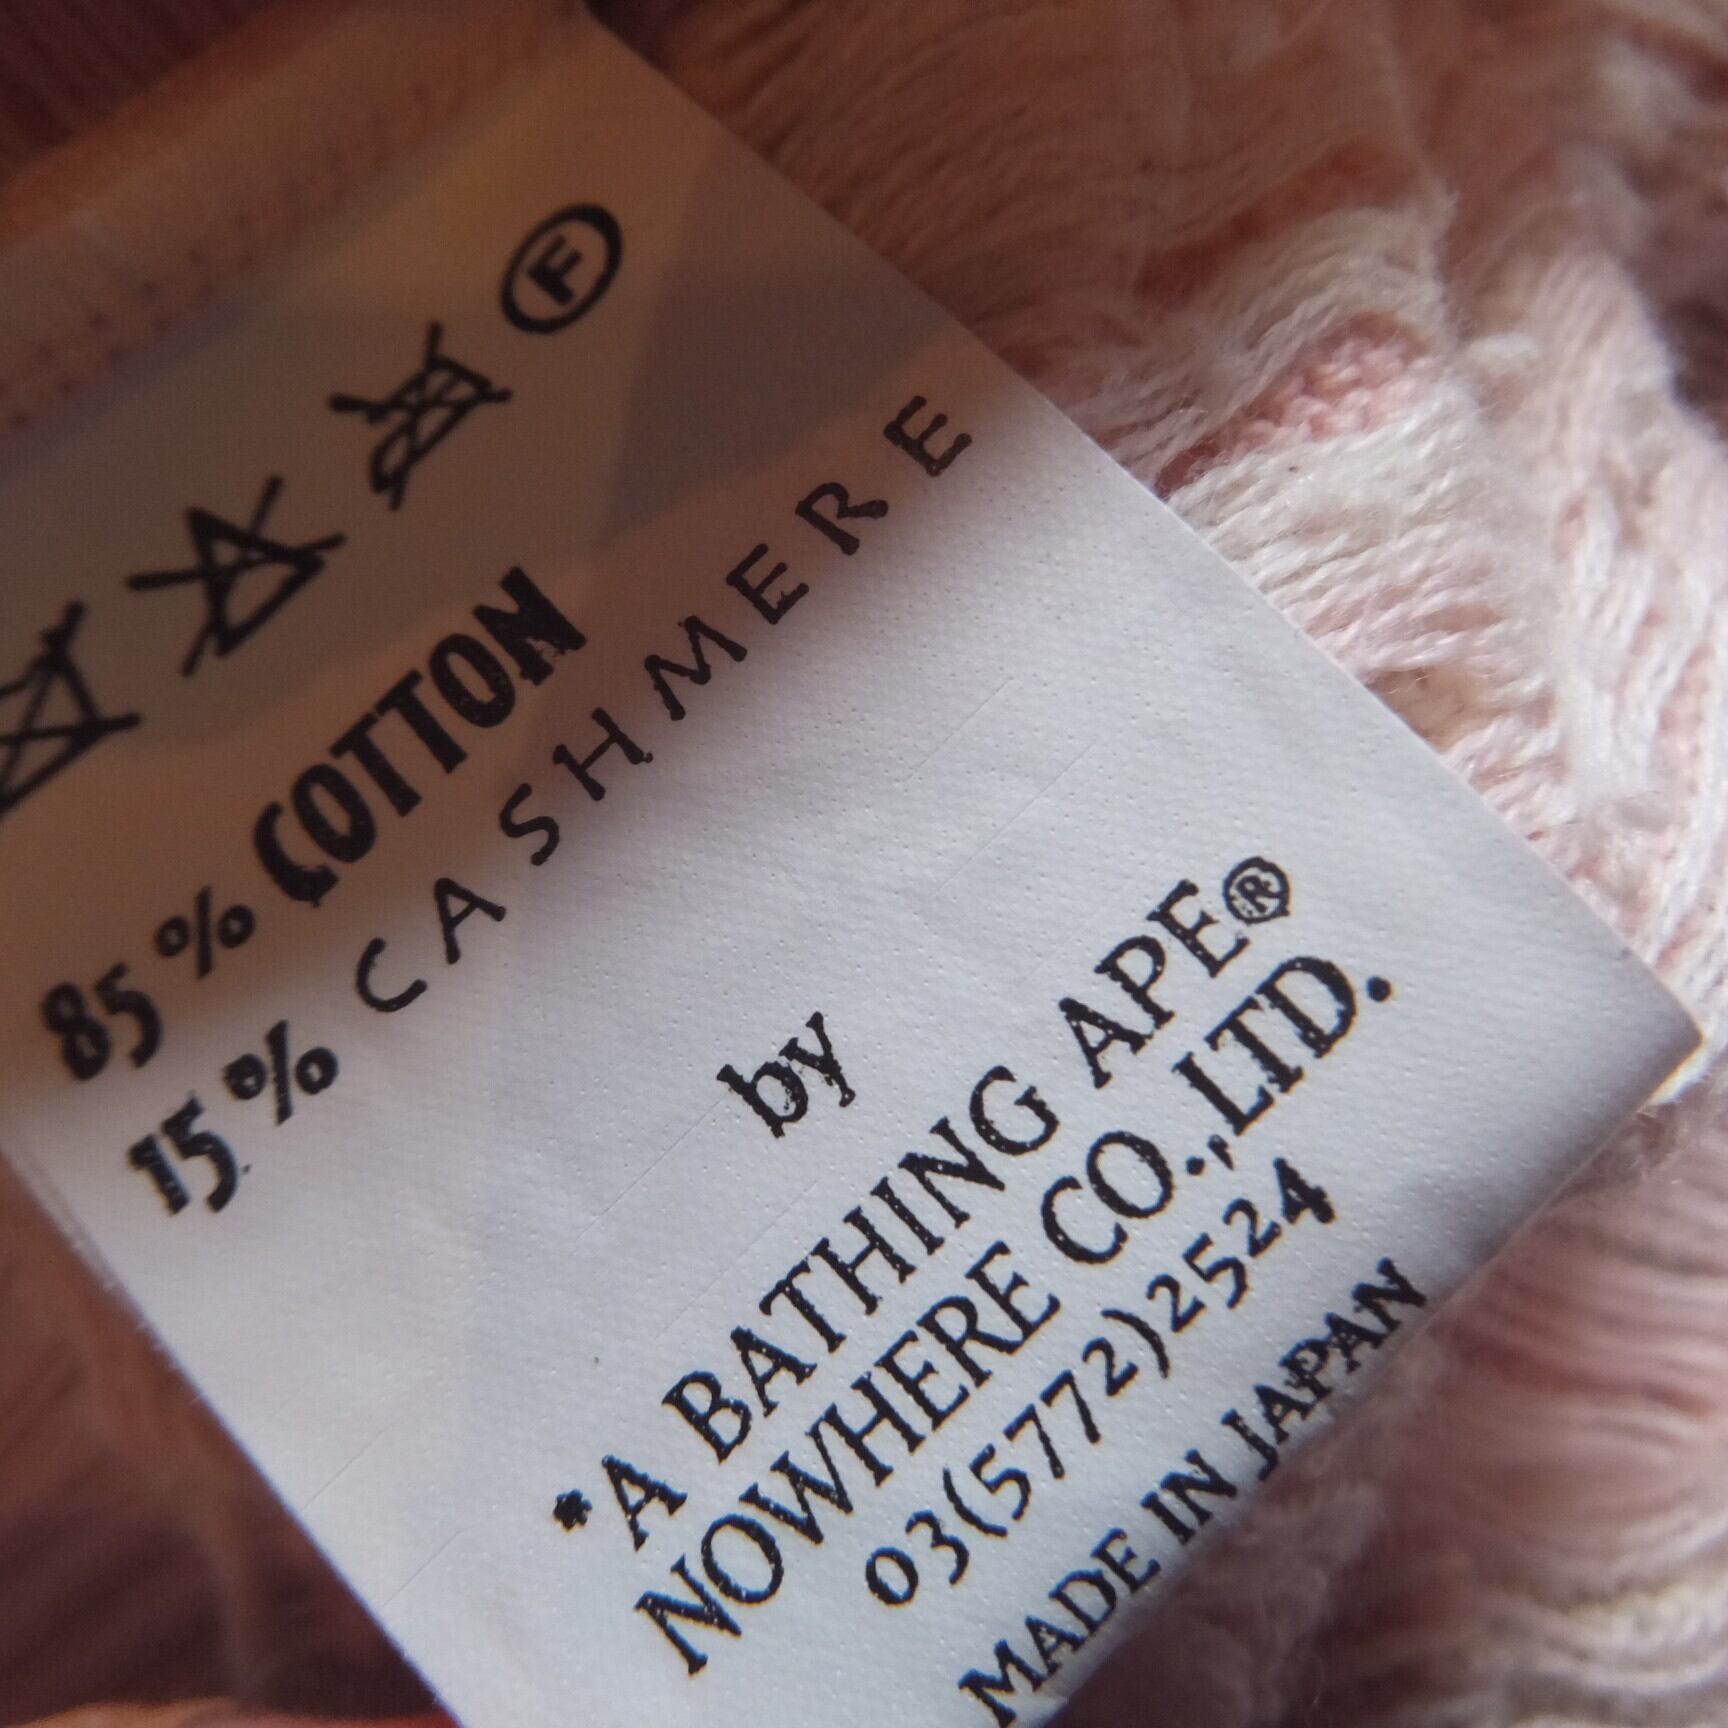 F
85% COTTON
15% CASHMERE
by
*A BATHING APE®
NOWHERE CO.,LTD.
03(5772)2524
MADE IN JAPAN